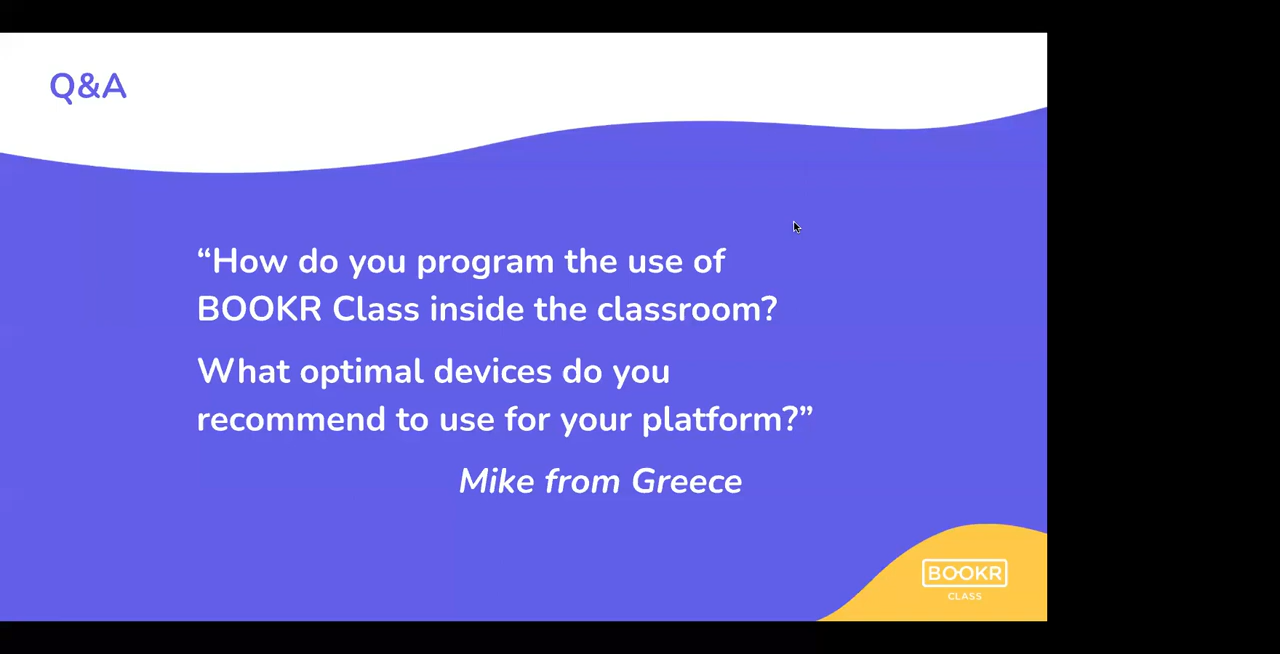 Q&A
“How do you program the use of
BOOKR Class inside the classroom?
What optimal devices do you
recommend to use for your platform?”
Mike from Greece
BOOKR
CLASS